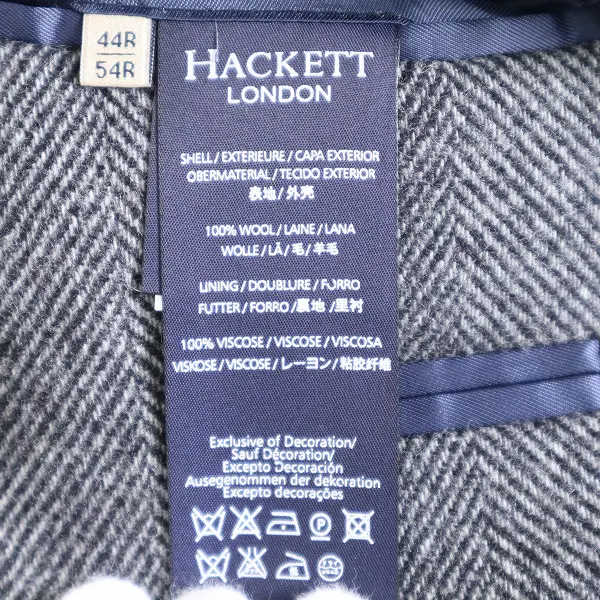 44R
54R
HACKETT
LONDON
SHELL/EXTERIEURE/CAPA EXTERIOR
OBERMATERIAL/TECIDO EXTERIOR
表地/外壳
100% WOOL/LAINE/LANA
WOLLE/LÃ/毛/羊毛
LINING/DOUBLURE/FORRO
FUTTER/FORRO/裏地/里衬
100% VISCOSE/VISCOSE/VISCOSA
VISKOSE/VISCOSE/レーヨン/粘胶纤维
Exclusive of Decoration/
Sauf Décoration/
Excepto Decoración
Ausgenommen der dekoration
Excepto decorações
P